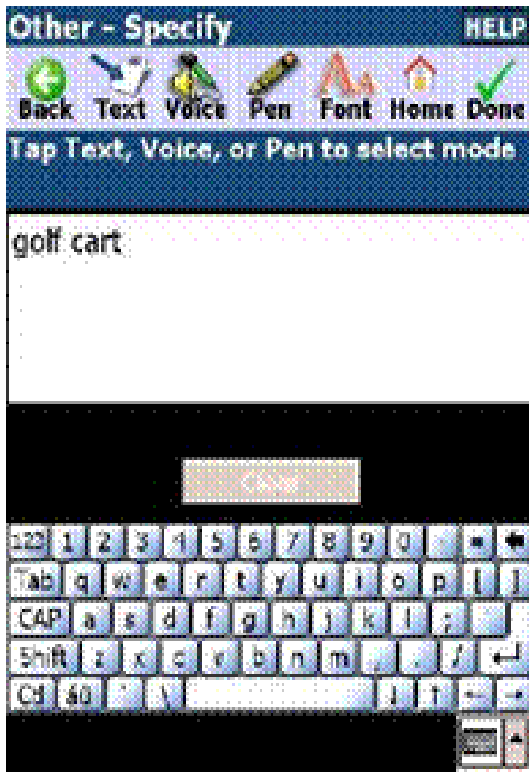 Other - Specify HELP
Back Text Voice Pen Font Home Done
Tap Text, Voice, or Pen to select mode
golf cart
Clear
123 1 2 3 4 5 6 7 8 9 0 - =
Tab q w e r t y u i o p [ ]
CAP a s d f g h j k l ; '
Shift z x c v b n m , . /
Ctl áü ` \